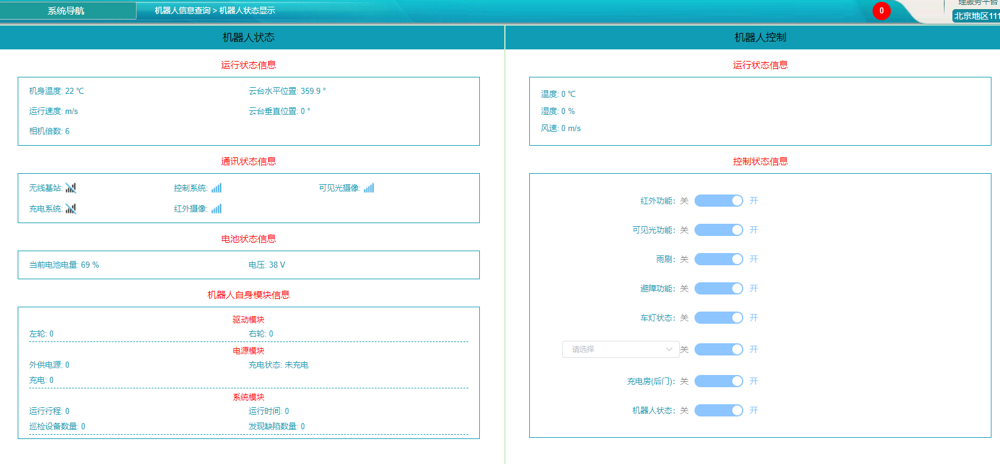 系统导航
机器人信息查询 > 机器人状态显示
0
理服务平台
北京地区111
机器人状态
机器人控制
运行状态信息
机身温度: 22 ℃
云台水平位置: 359.9 °
运行速度: m/s
云台垂直位置: 0 °
相机倍数: 6
通讯状态信息
无线基站:
控制系统:
可见光摄像:
充电系统:
红外摄像:
电池状态信息
当前电池电量: 69 %
电压: 38 V
机器人自身模块信息
驱动模块
左轮: 0
右轮: 0
电源模块
外供电源: 0
充电状态: 未充电
充电: 0
系统模块
运行行程: 0
运行时间: 0
巡检设备数量: 0
发现缺陷数量: 0
运行状态信息
温度: 0 ℃
湿度: 0 %
风速: 0 m/s
控制状态信息
红外功能: 关 开
可见光功能: 关 开
雨刷: 关 开
避障功能: 关 开
车灯状态: 关 开
请选择 关 开
充电房(后门): 关 开
机器人状态: 关 开